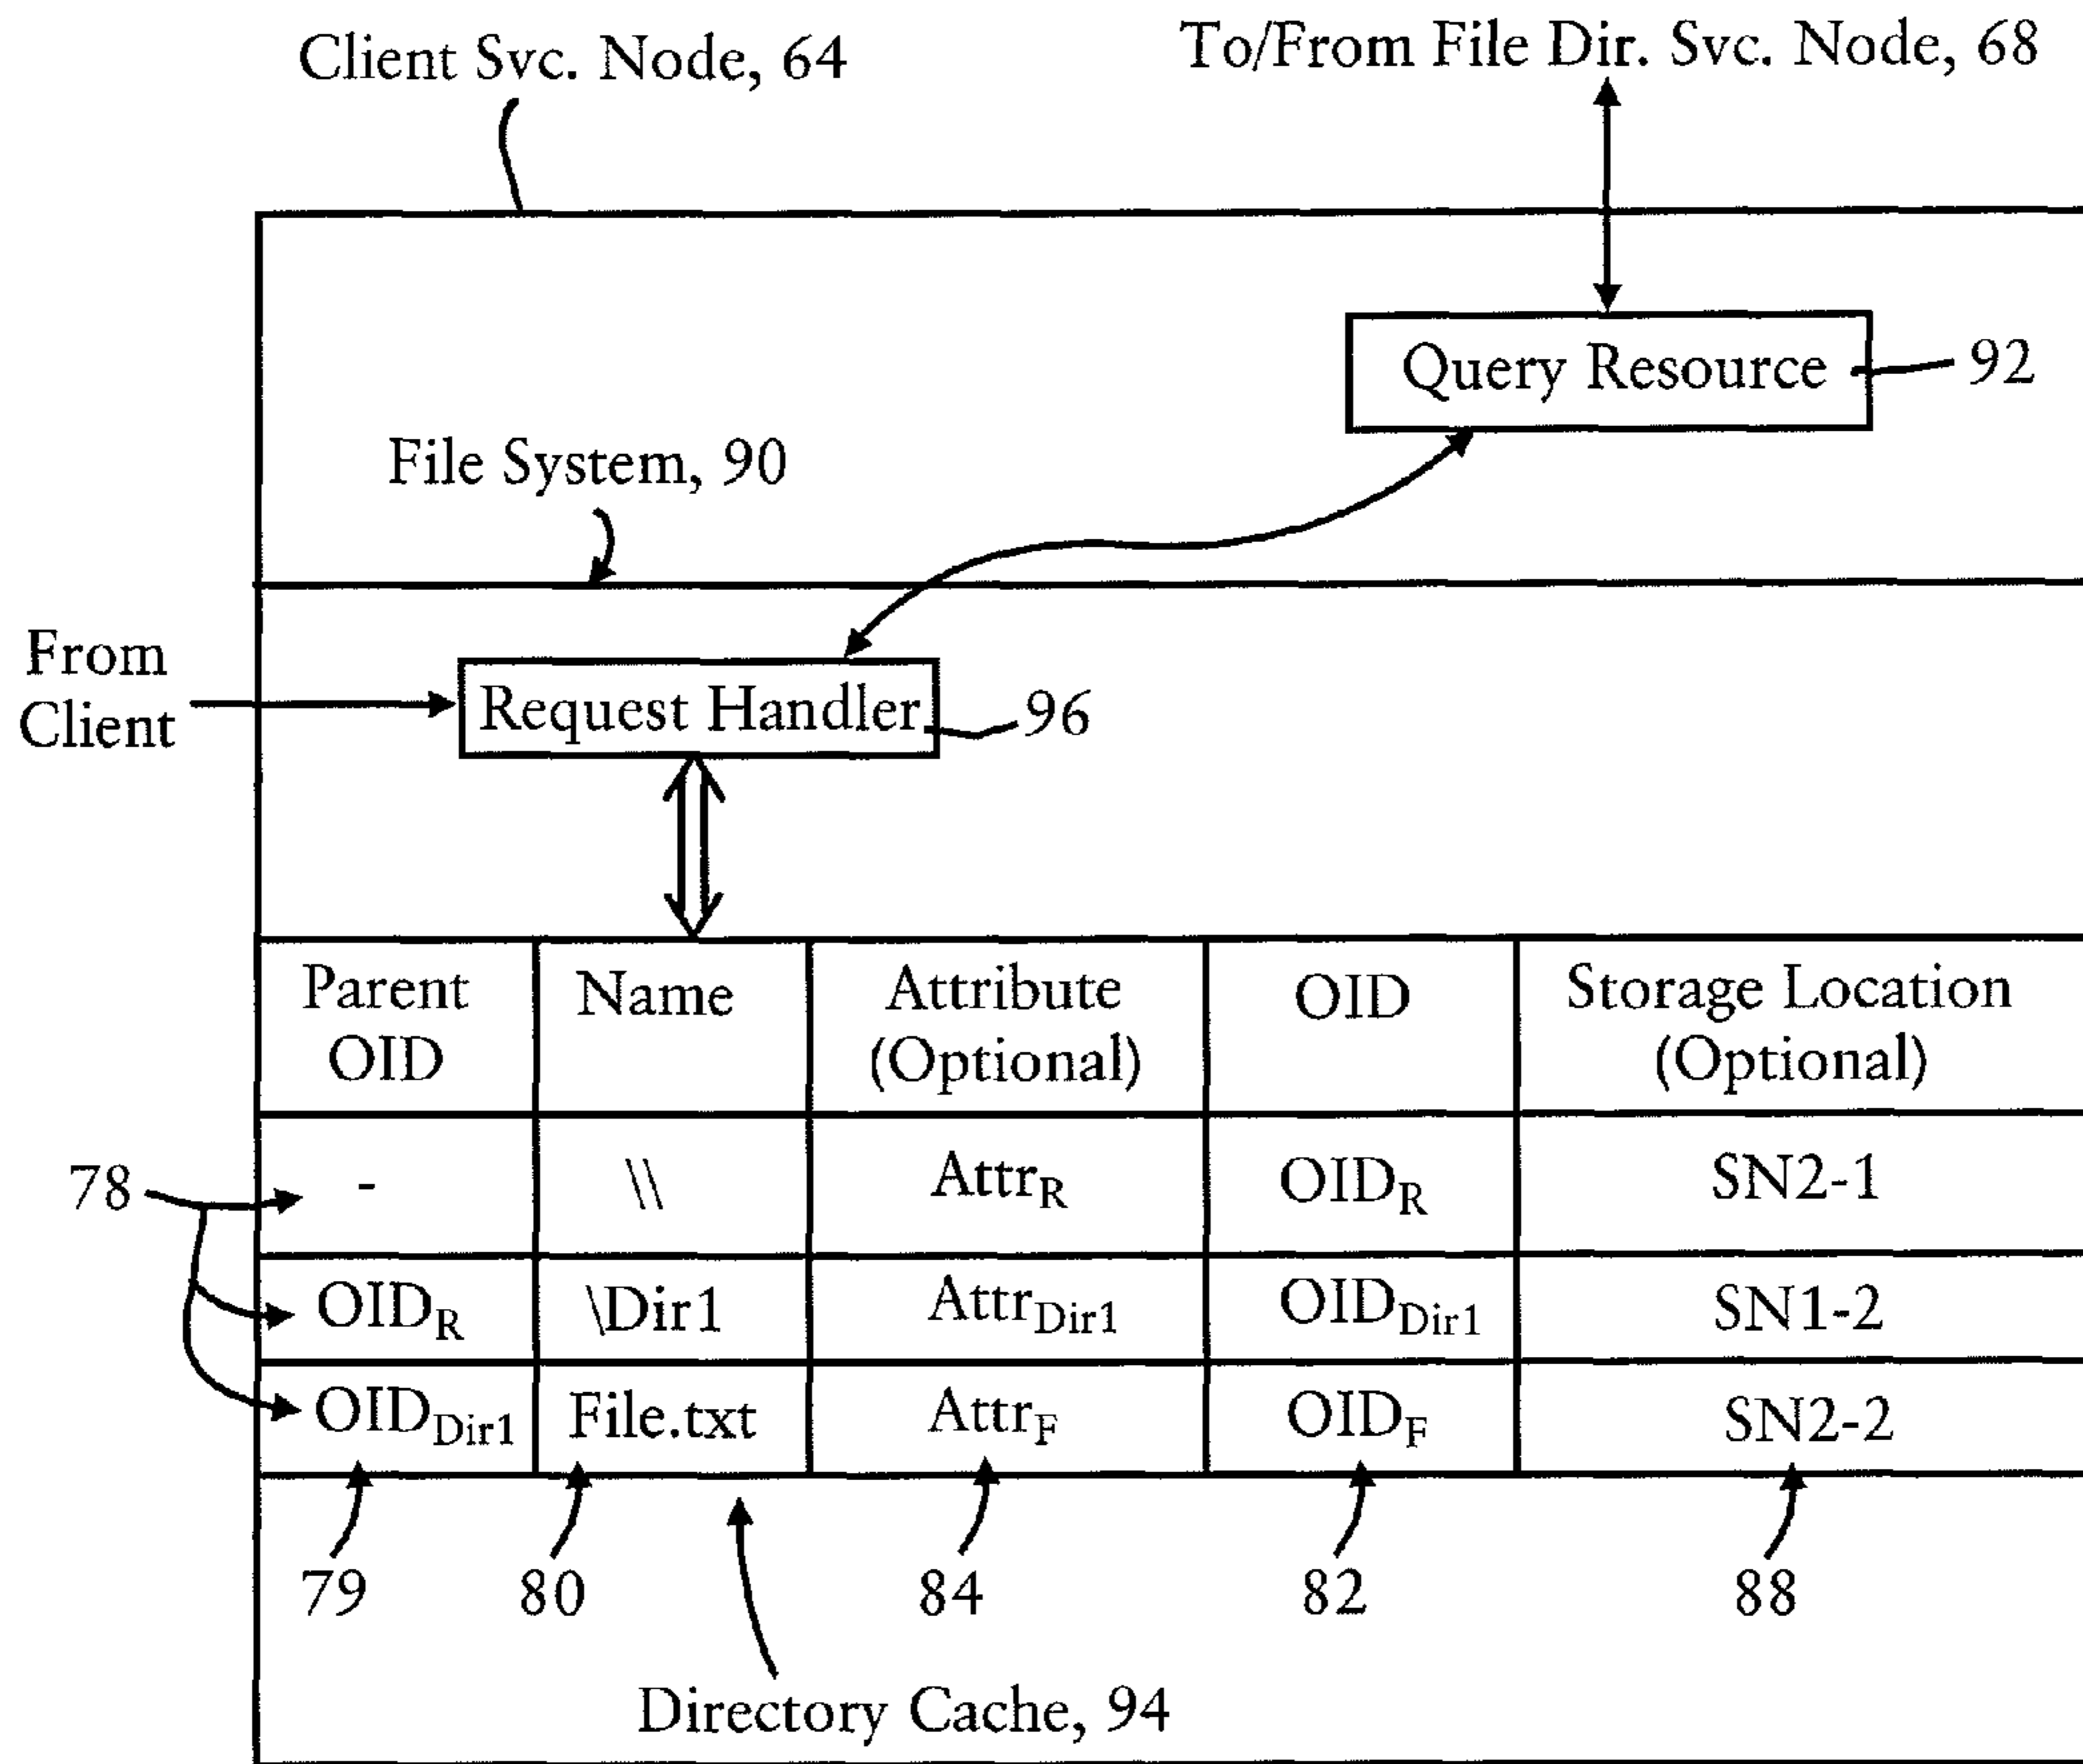 Client Svc. Node, 64
To/From File Dir. Svc. Node, 68
Query Resource
92
File System, 90
From
Client
Request Handler
96
Parent
OID
Name
Attribute
(Optional)
OID
Storage Location
(Optional)
78
- \\ AttrR OIDR SN2-1
OIDR \Dir1 AttrDir1 OIDDir1 SN1-2
OIDDir1 File.txt AttrF OIDF SN2-2
79 80 84 82 88
Directory Cache, 94